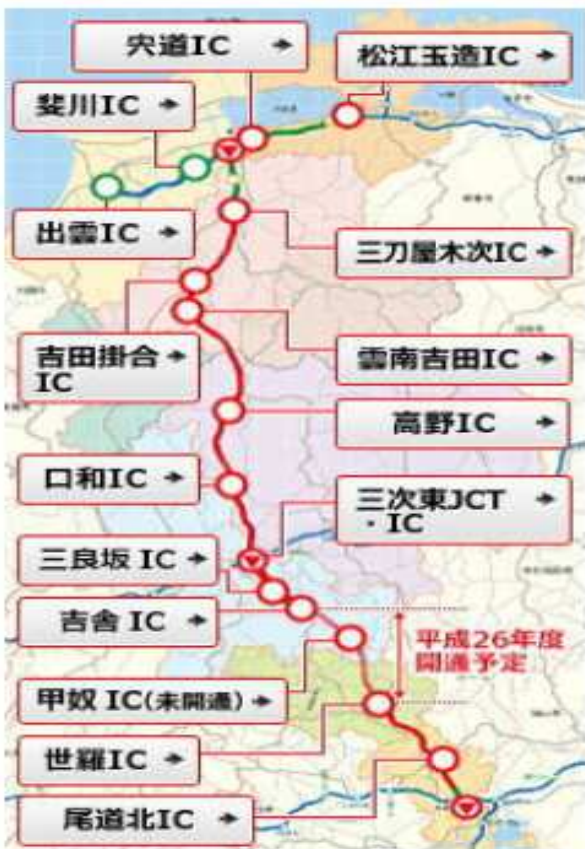 宍道IC
松江玉造IC
斐川IC
出雲IC
三刀屋木次IC
吉田掛合
IC
雲南吉田IC
高野IC
口和IC
三次東JCT
・IC
三良坂 IC
吉舎 IC
平成26年度
開通予定
甲奴 IC(未開通)
世羅IC
尾道北IC